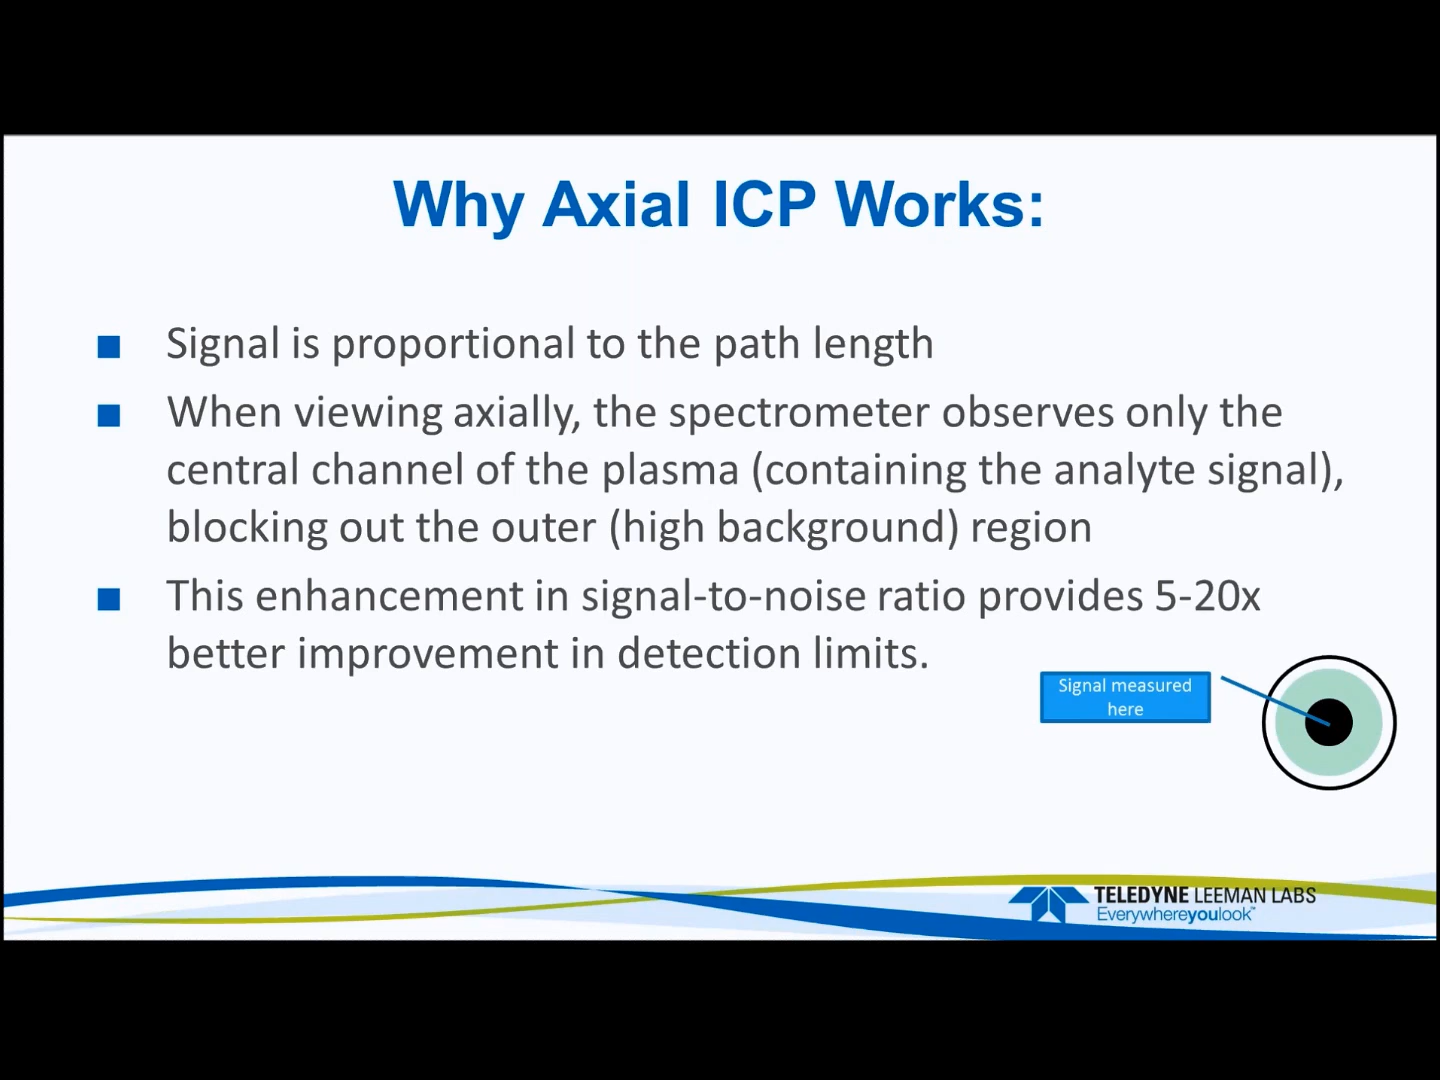 Why Axial ICP Works:
Signal is proportional to the path length
When viewing axially, the spectrometer observes only the
central channel of the plasma (containing the analyte signal),
blocking out the outer (high background) region
This enhancement in signal-to-noise ratio provides 5-20x
better improvement in detection limits.
Signal measured
here
TELEDYNE LEEMAN LABS
Everywhereyoulook™